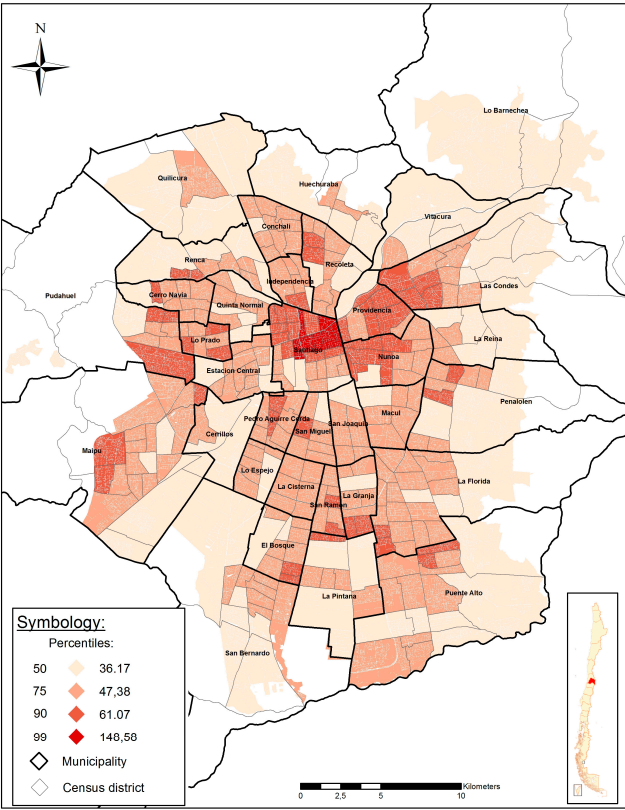 N
Lo Barnechea
Quilicura
Huechuraba
Vitacura
Conchalí
Renca
Recoleta
Independencia
Las Condes
Pudahuel
Cerro Navia
Quinta Normal
Providencia
Lo Prado
Santiago
La Reina
Nunoa
Estacion Central
Penalolen
Pedro Aguirre Cerda
Macul
San Joaquin
San Miguel
Cerrillos
Maipu
Lo Espejo
La Cisterna
La Florida
La Granja
San Ramon
El Bosque
La Pintana
Puente Alto
San Bernardo
Symbology:
Percentiles:
50 36.17
75 47,38
90 61.07
99 148,58
Municipality
Census district
Kilometers
0 2,5 5 10